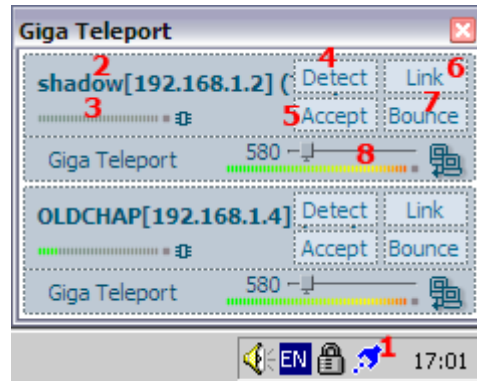 Giga Teleport
2 4 6
shadow[192.168.1.2] ( Detect Link
3 5 7
Accept Bounce
Giga Teleport 580 8
OLDCHAP[192.168.1.4] Detect Link
Accept Bounce
Giga Teleport 580
EN 1 17:01